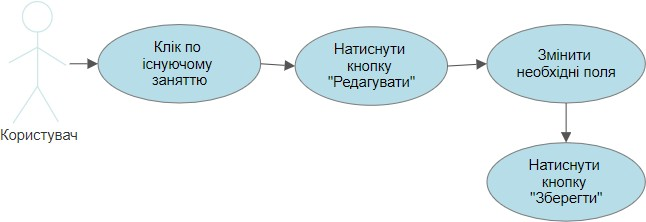 Клік по
існуючому
заняттю
Натиснути
кнопку
"Редагувати"
Змінити
необхідні поля
Користувач
Натиснути
кнопку
"Зберегти"